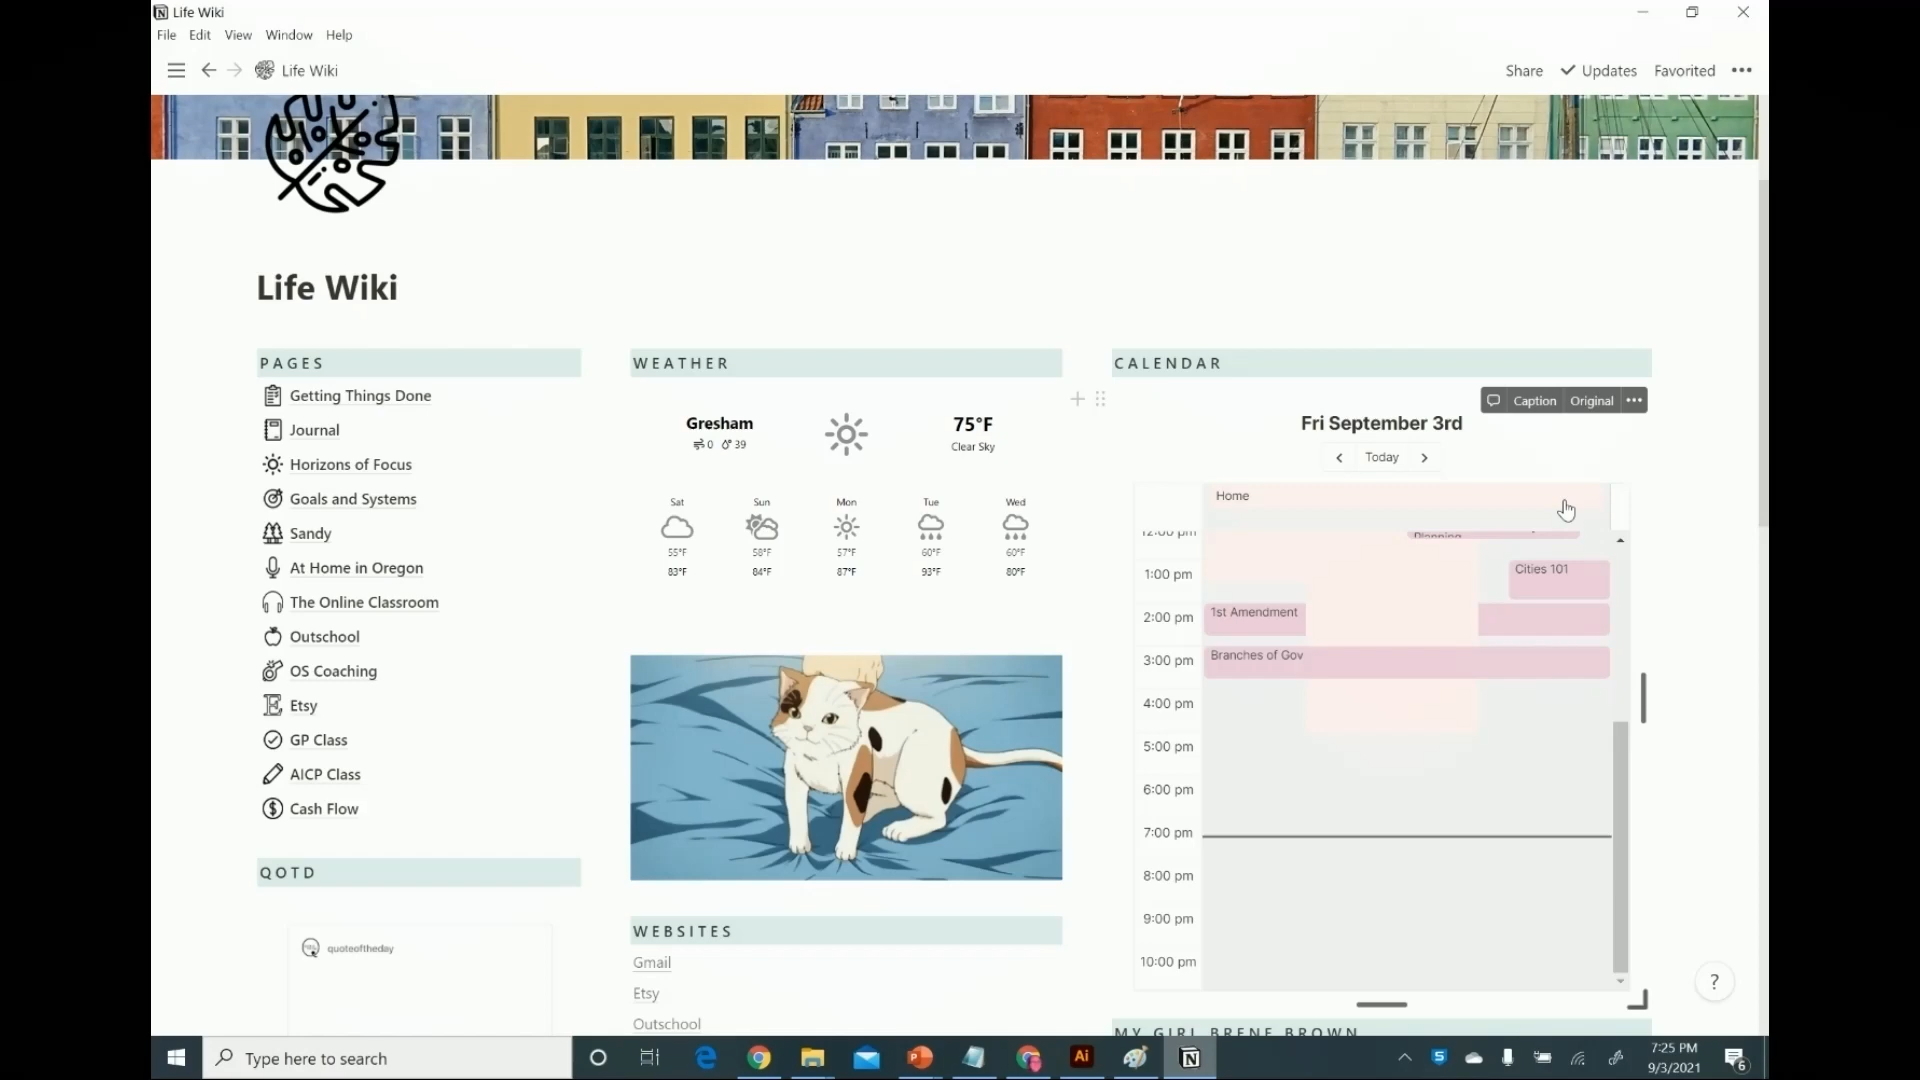 Life Wiki
File Edit View Window Help
Life Wiki
Share Updates Favorited
Life Wiki
PAGES
Getting Things Done
Journal
Horizons of Focus
Goals and Systems
Sandy
At Home in Oregon
The Online Classroom
Outschool
OS Coaching
Etsy
GP Class
AICP Class
Cash Flow
QOTD
quoteoftheday
WEATHER
Gresham
0 39
75°F
Clear Sky
Sat Sun Mon Tue Wed
55°F 58°F 57°F 60°F 60°F
83°F 84°F 87°F 93°F 80°F
WEBSITES
Gmail
Etsy
Outschool
CALENDAR
Caption Original
Fri September 3rd
Today
Home
12:00 pm
Planning
1:00 pm
Cities 101
2:00 pm
1st Amendment
3:00 pm
Branches of Gov
4:00 pm
5:00 pm
6:00 pm
7:00 pm
8:00 pm
9:00 pm
10:00 pm
?
MY GIRL BRENE BROWN
Type here to search
Ai
7:25 PM
9/3/2021
6